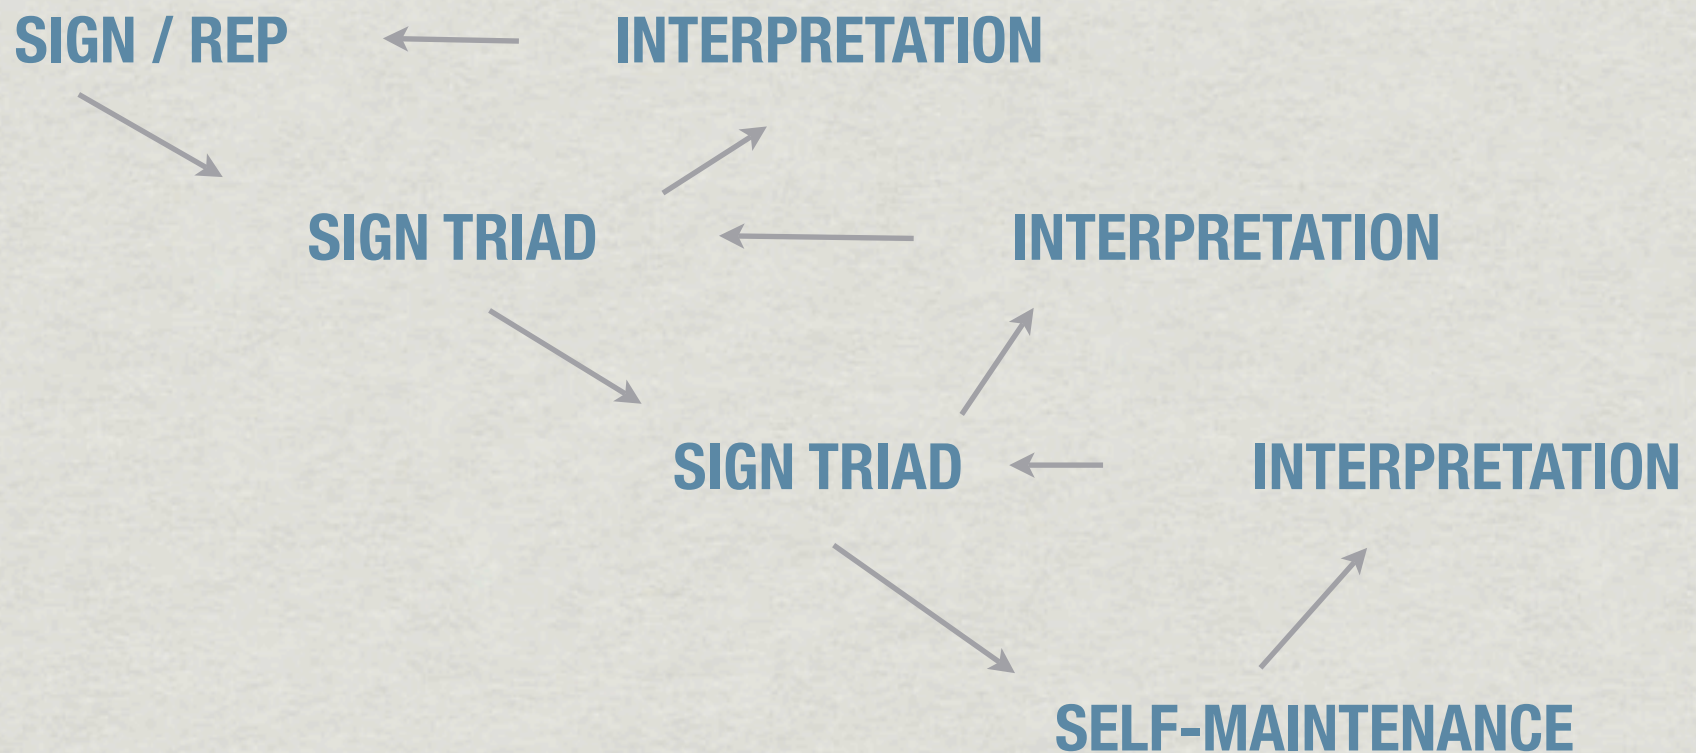 SIGN / REP INTERPRETATION
SIGN TRIAD INTERPRETATION
SIGN TRIAD INTERPRETATION
SELF-MAINTENANCE